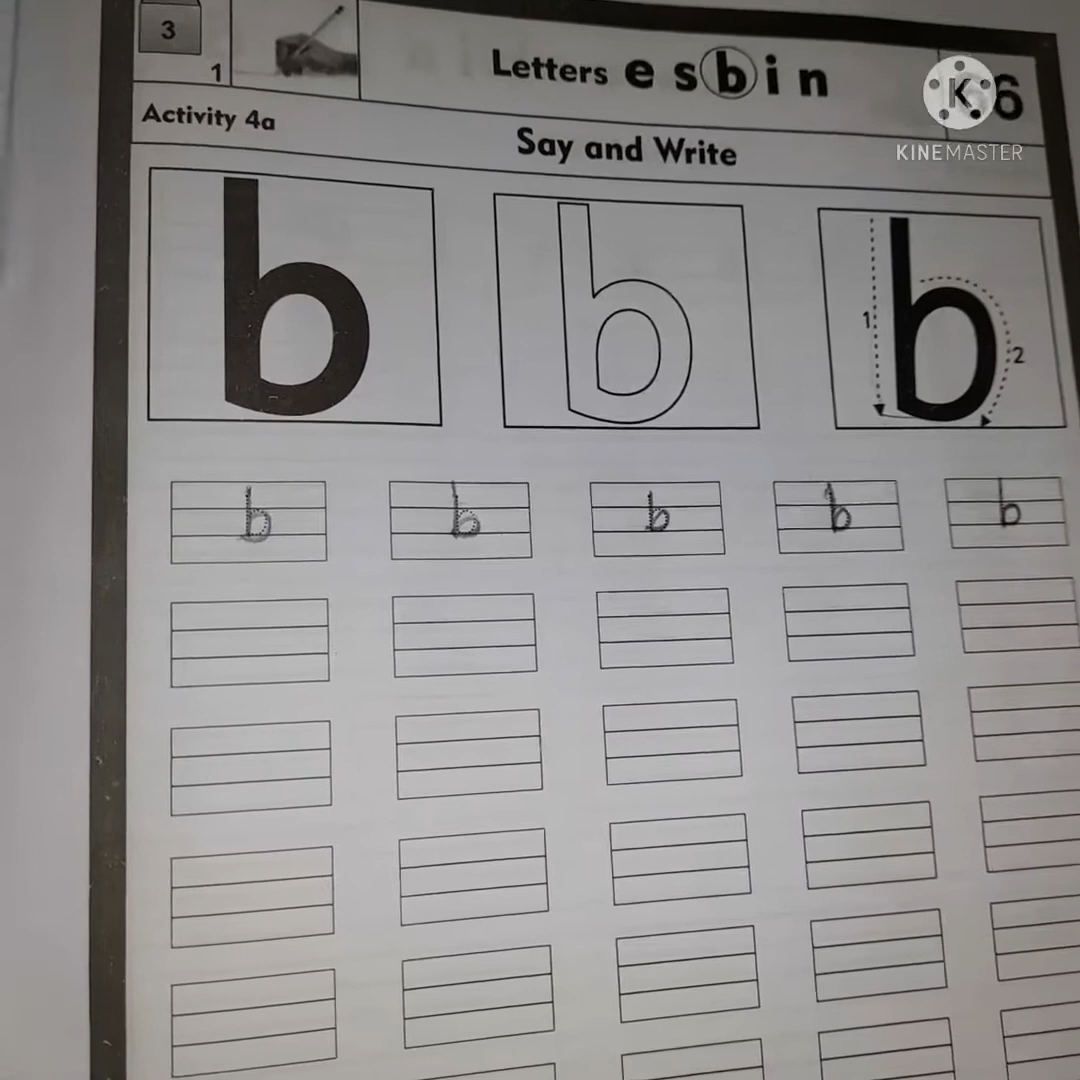 3
1
Letters e s b i n
6
K
KINEMASTER
Activity 4a
Say and Write
b b b
1 2
b b b b b